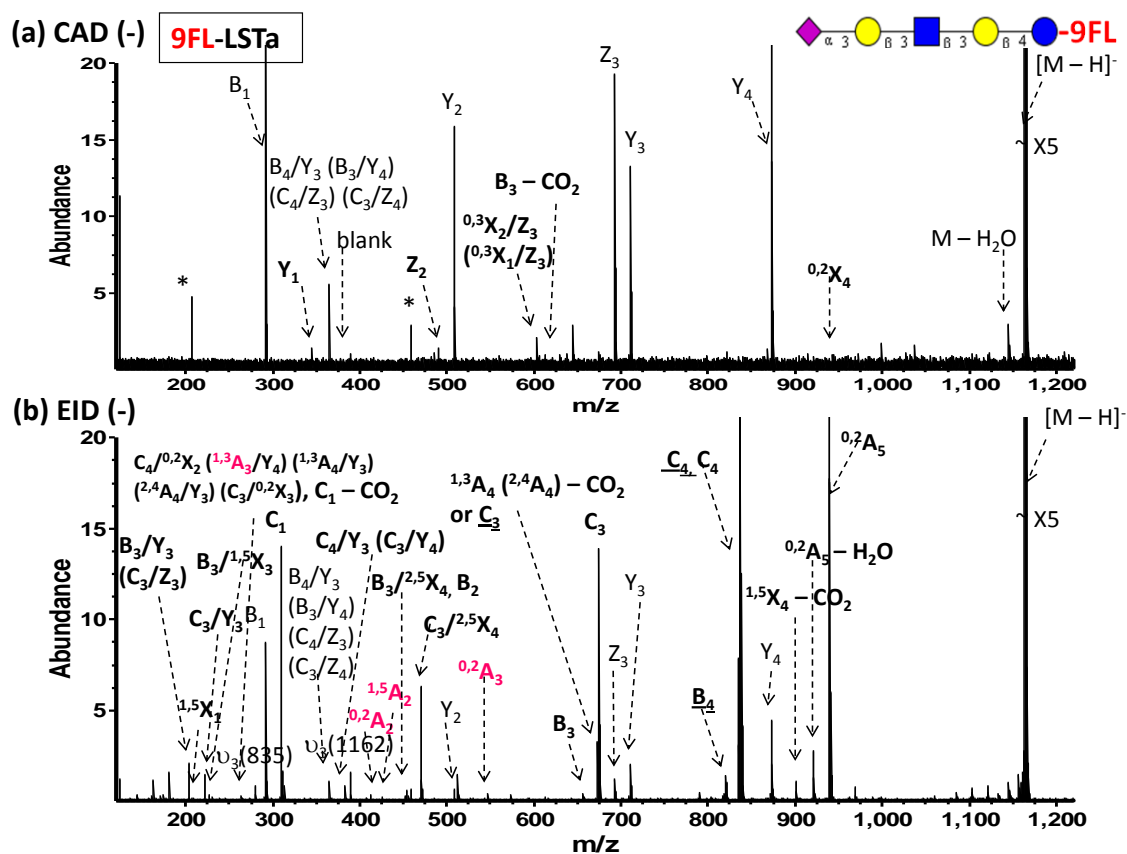 (a) CAD (-)
9FL-LSTa
α 3 β 3 β 3 β 4 -9FL
[M – H]⁻
~ X5
B₁
B₄/Y₃ (B₃/Y₄)
(C₄/Z₃) (C₃/Z₄)
blank
*
Y₁
*
Z₂
Y₂
B₃ – CO₂
⁰,³X₂/Z₃
(⁰,³X₁/Z₃)
Z₃
Y₃
Y₄
⁰,²X₄
M – H₂O
Abundance
20
15
10
5
200 300 400 500 600 700 800 900 1,000 1,100 1,200
m/z
(b) EID (-)
[M – H]⁻
~ X5
C₄/⁰,²X₂ (¹,³A₃/Y₄) (¹,³A₄/Y₃)
(²,⁴A₄/Y₃) (C₃/⁰,²X₃), C₁ – CO₂
C₁
B₃/Y₃
(C₃/Z₃)
B₃/¹,⁵X₃
C₃/Y₃
B₁
¹,⁵X₁
υ₃(835)
C₄/Y₃ (C₃/Y₄)
B₄/Y₃
(B₃/Y₄)
(C₄/Z₃)
(C₃/Z₄)
υ₃(1162)
B₃/²,⁵X₄, B₂
C₃/²,⁵X₄
¹,⁵A₂
⁰,²A₂
Y₂
⁰,²A₃
¹,³A₄ (²,⁴A₄) – CO₂
or C₃
C₃
B₃
Z₃
Y₃
C₄, C₄
B₄
Y₄
¹,⁵X₄ – CO₂
⁰,²A₅ – H₂O
⁰,²A₅
Abundance
20
15
10
5
200 300 400 500 600 700 800 900 1,000 1,100 1,200
m/z